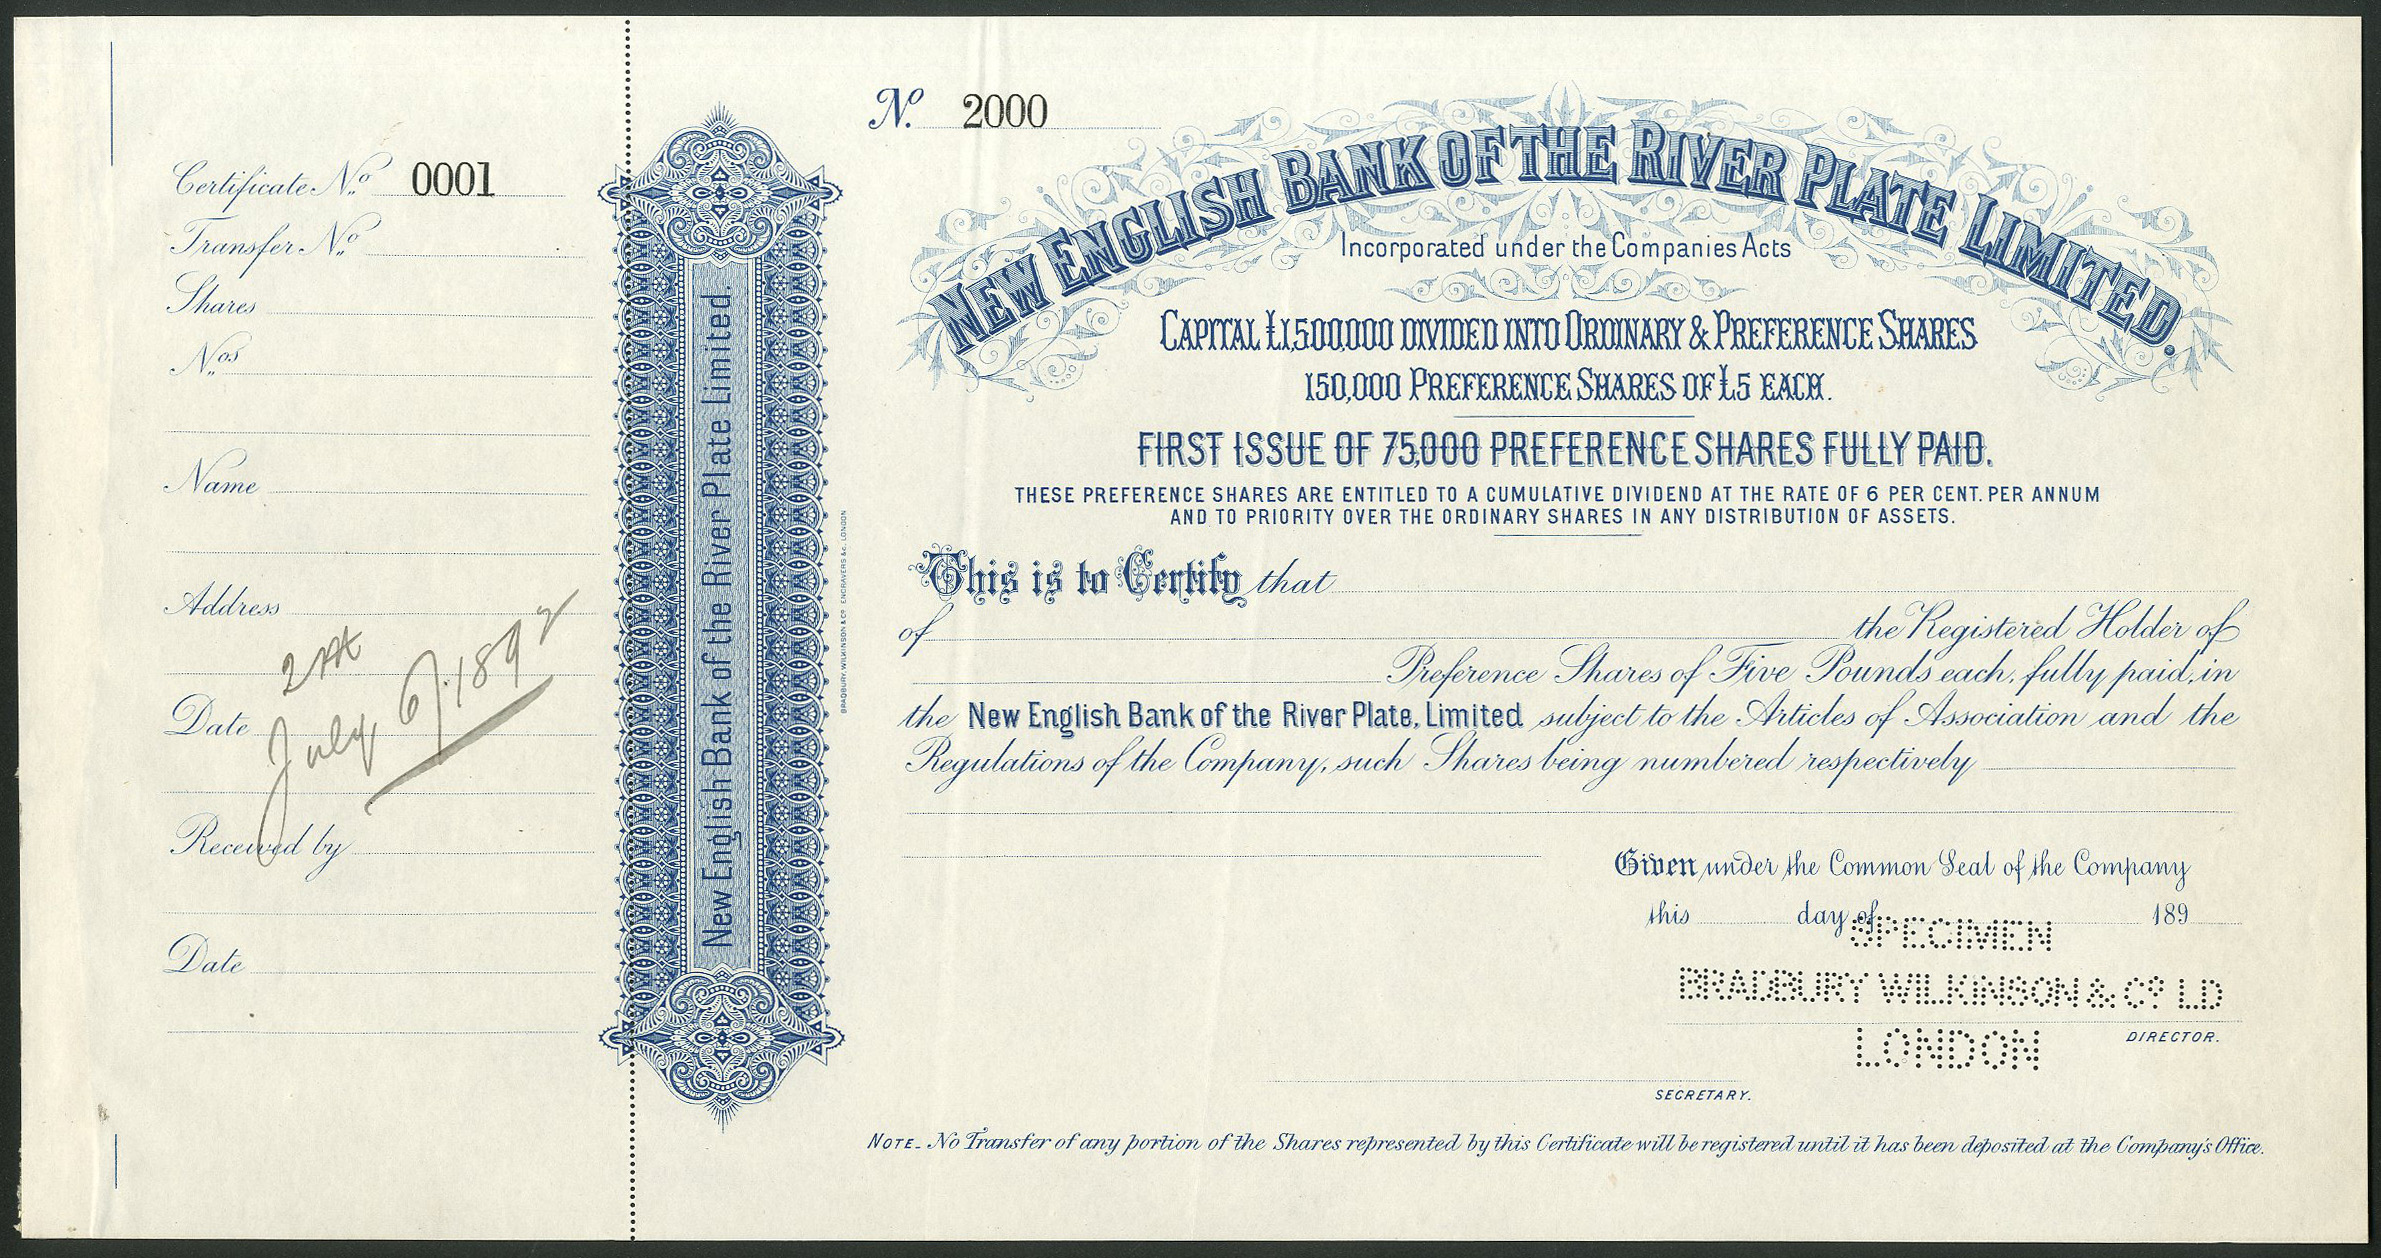 Certificate No. 0001
Transfer No.
Shares
Nos.
Name
Address
Date
July 6/. 1892
Received by
Date
New English Bank of the River Plate Limited.
BRADBURY, WILKINSON & Co. ENGRAVERS &c. LONDON
No. 2000
NEW ENGLISH BANK OF THE RIVER PLATE LIMITED.
Incorporated under the Companies Acts
CAPITAL £1,500,000 DIVIDED INTO ORDINARY & PREFERENCE SHARES
150,000 PREFERENCE SHARES OF £5 EACH.
FIRST ISSUE OF 75,000 PREFERENCE SHARES FULLY PAID.
THESE PREFERENCE SHARES ARE ENTITLED TO A CUMULATIVE DIVIDEND AT THE RATE OF 6 PER CENT. PER ANNUM
AND TO PRIORITY OVER THE ORDINARY SHARES IN ANY DISTRIBUTION OF ASSETS.
This is to Certify that
of the Registered Holder of
Preference Shares of Five Pounds each, fully paid, in
the New English Bank of the River Plate, Limited subject to the Articles of Association and the
Regulations of the Company, such Shares being numbered respectively
Given under the Common Seal of the Company
this day of 189
SPECIMEN
BRADBURY WILKINSON & Co. LD
LONDON
DIRECTOR.
SECRETARY.
NOTE_ No Transfer of any portion of the Shares represented by this Certificate will be registered until it has been deposited at the Company's Office.